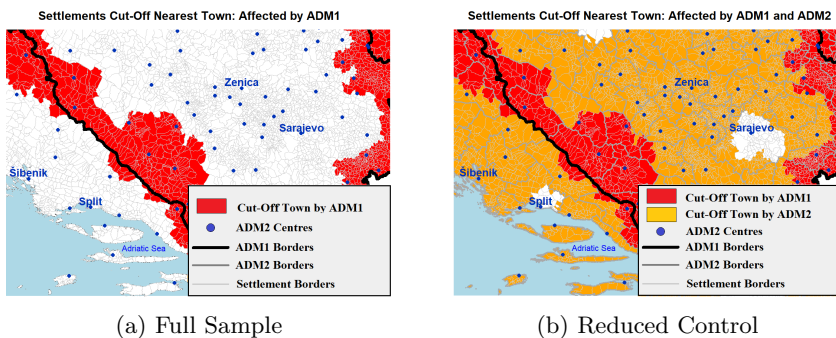 Settlements Cut-Off Nearest Town: Affected by ADM1
Zenica
Sarajevo
Šibenik
Split
Adriatic Sea
Cut-Off Town by ADM1
ADM2 Centres
ADM1 Borders
ADM2 Borders
Settlement Borders
(a) Full Sample
Settlements Cut-Off Nearest Town: Affected by ADM1 and ADM2
Zenica
Sarajevo
Šibenik
Split
Adriatic Sea
Cut-Off Town by ADM1
Cut-Off Town by ADM2
ADM2 Centres
ADM1 Borders
ADM2 Borders
Settlement Borders
(b) Reduced Control